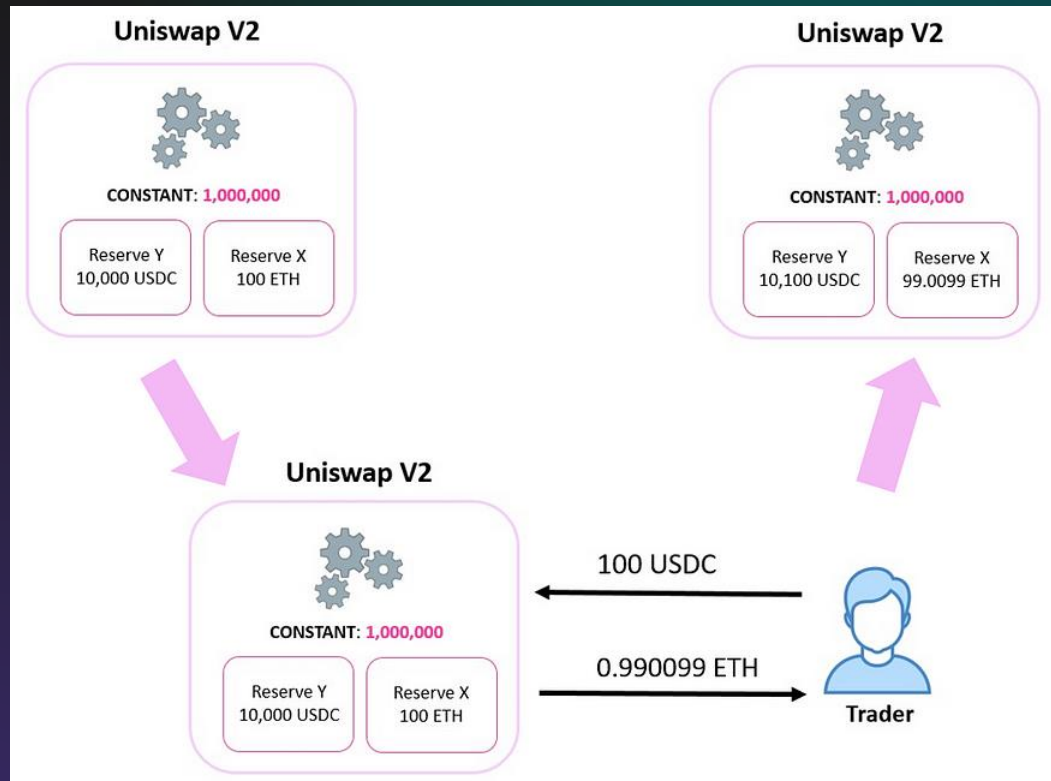 Uniswap V2
CONSTANT: 1,000,000
Reserve Y
10,000 USDC
Reserve X
100 ETH
Uniswap V2
CONSTANT: 1,000,000
Reserve Y
10,100 USDC
Reserve X
99.0099 ETH
Uniswap V2
CONSTANT: 1,000,000
Reserve Y
10,000 USDC
Reserve X
100 ETH
100 USDC
0.990099 ETH
Trader